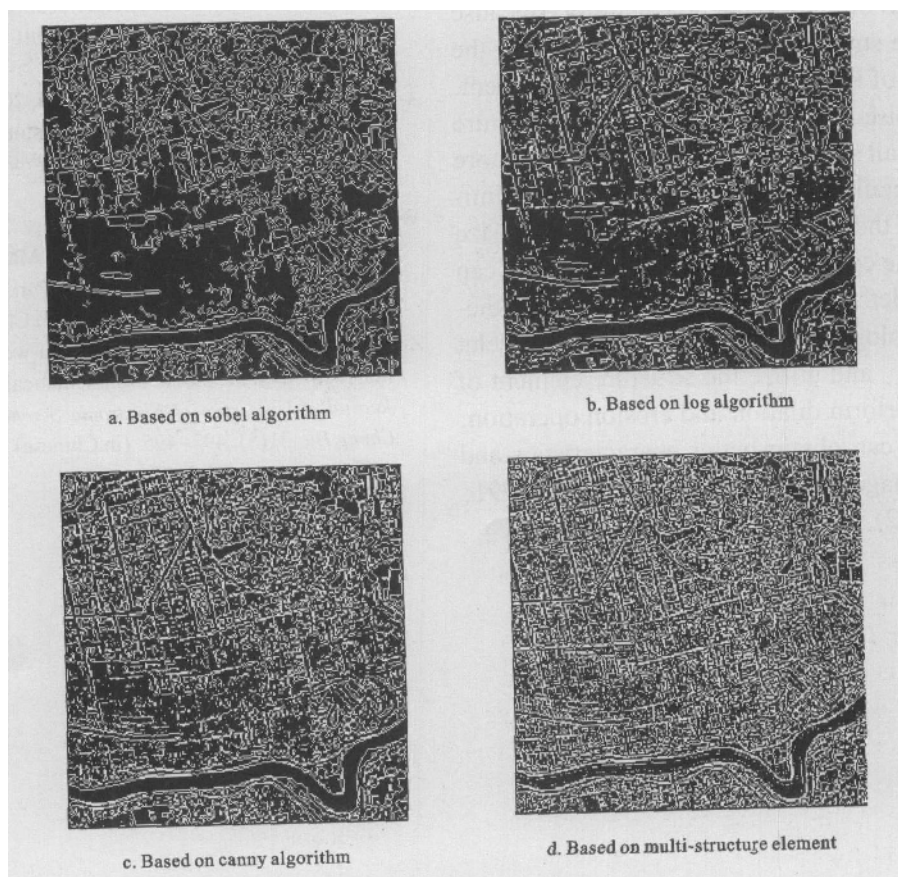 a. Based on sobel algorithm
b. Based on log algorithm
c. Based on canny algorithm
d. Based on multi-structure element